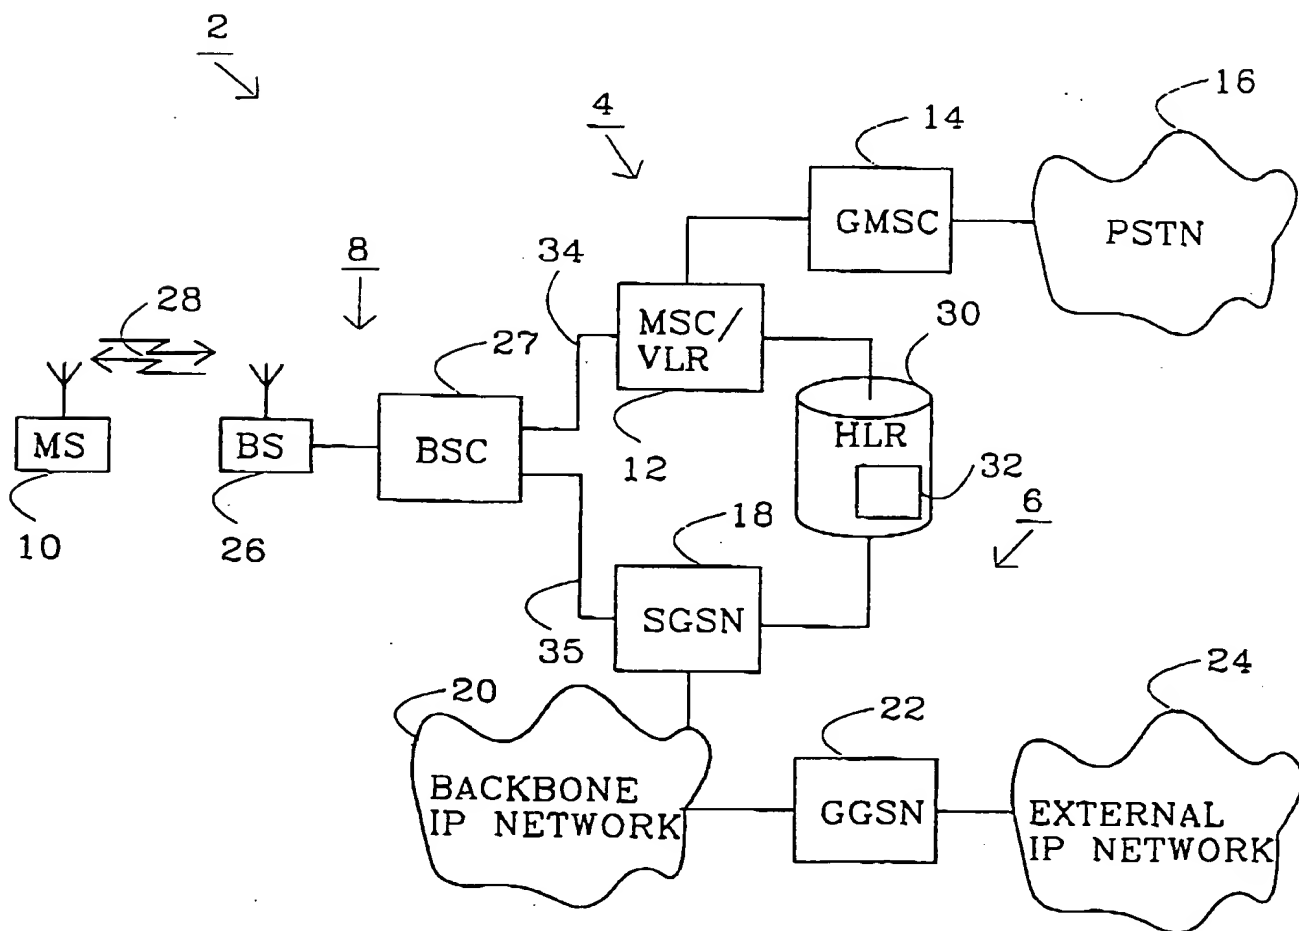 2
4
14
16
GMSC
PSTN
8
34
28
27
MSC/
VLR
30
MS
BS
BSC
HLR
12
32
10
26
18
6
SGSN
35
20
22
24
BACKBONE
IP NETWORK
GGSN
EXTERNAL
IP NETWORK